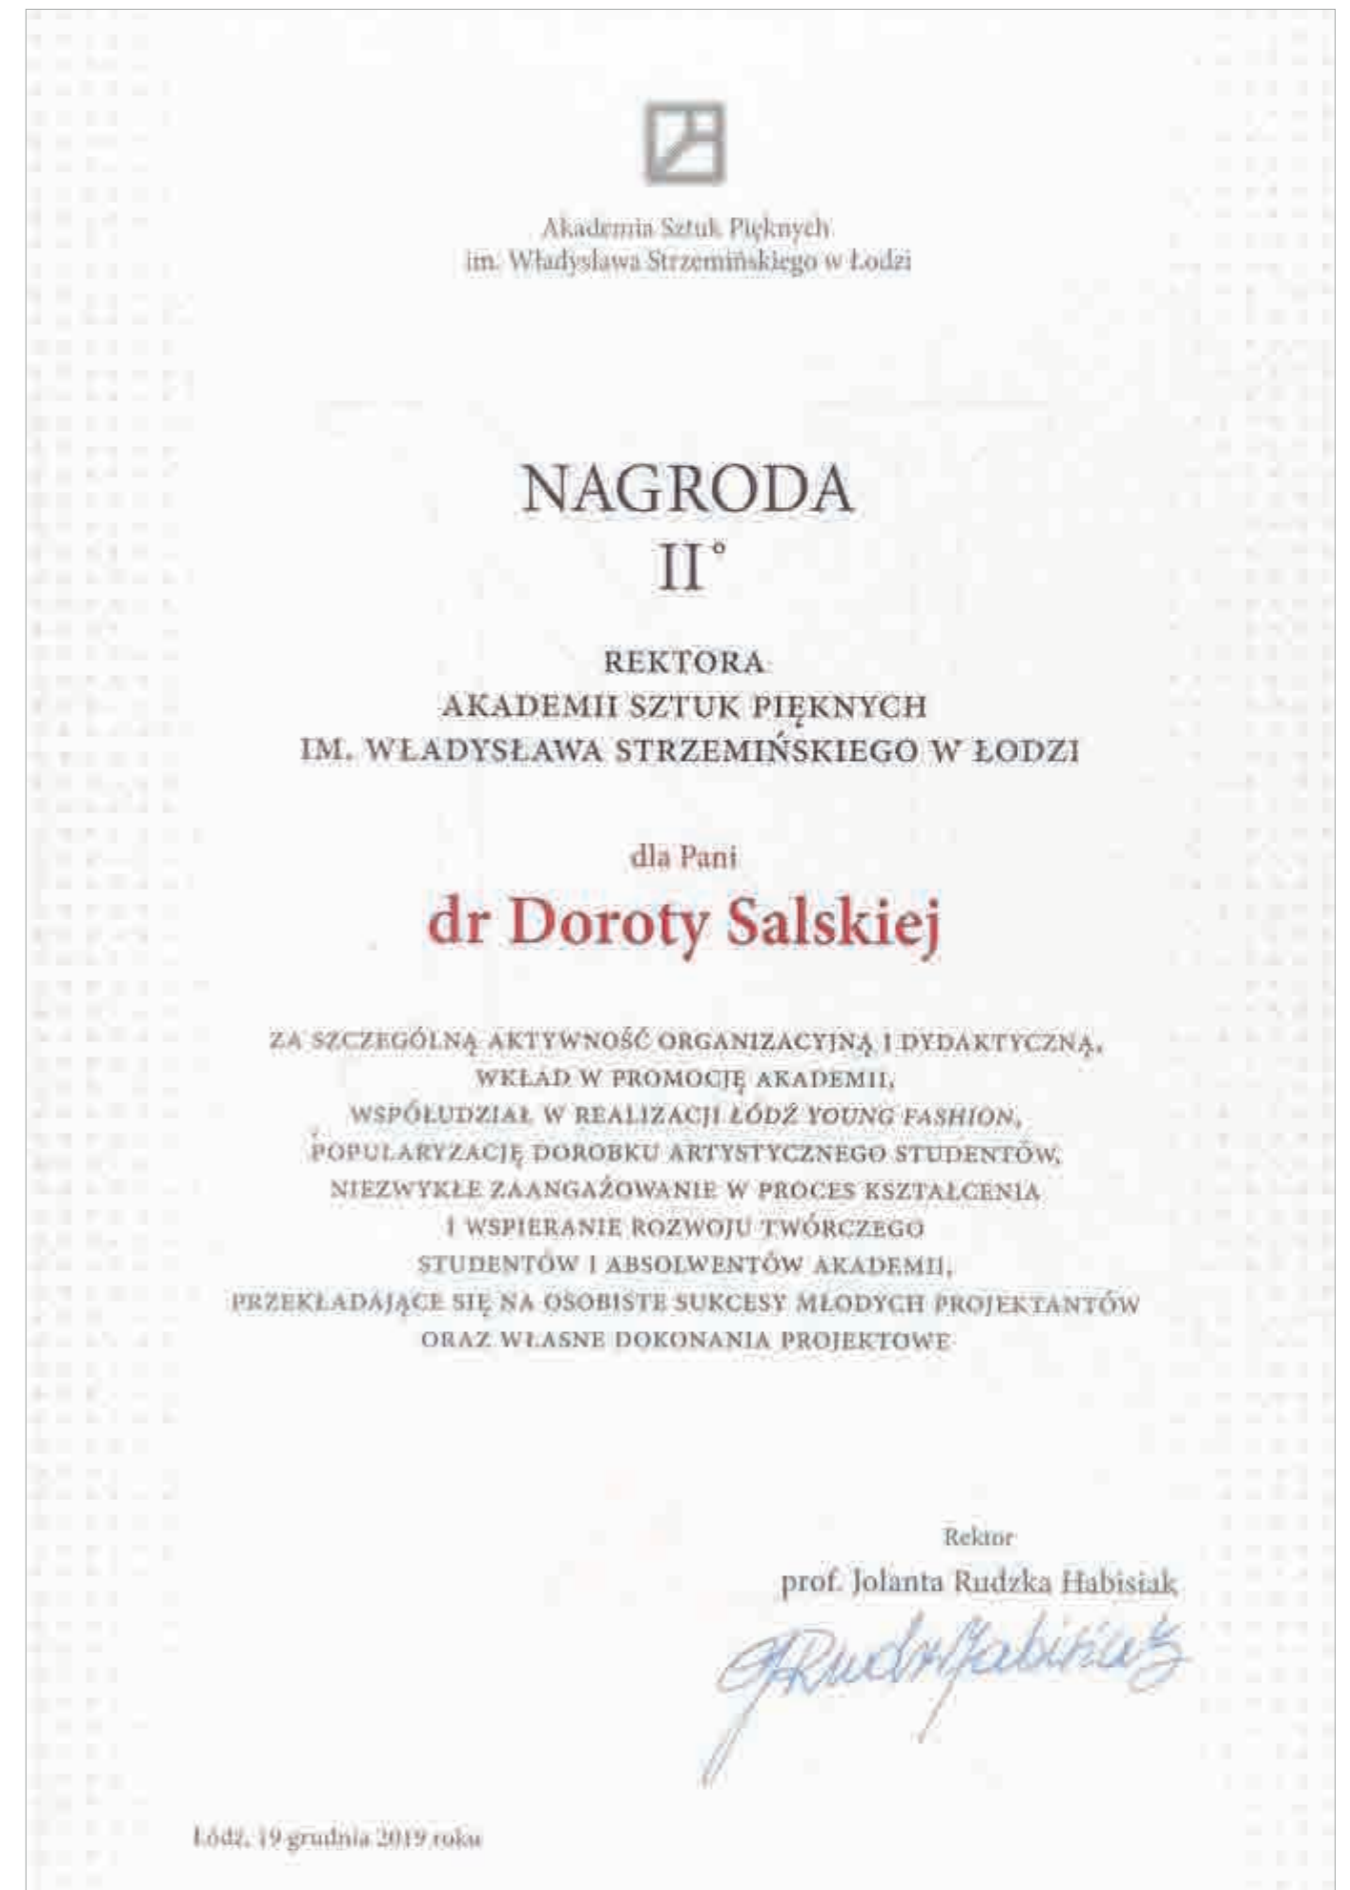 Akademia Sztuk Pięknych
im. Władysława Strzemińskiego w Łodzi
NAGRODA
II°
REKTORA
AKADEMII SZTUK PIĘKNYCH
IM. WŁADYSŁAWA STRZEMIŃSKIEGO W ŁODZI
dla Pani
dr Doroty Salskiej
ZA SZCZEGÓLNĄ AKTYWNOŚĆ ORGANIZACYJNĄ I DYDAKTYCZNĄ,
WKŁAD W PROMOCJĘ AKADEMII,
WSPÓŁUDZIAŁ W REALIZACJI ŁÓDŹ YOUNG FASHION,
POPULARYZACJĘ DOROBKU ARTYSTYCZNEGO STUDENTÓW,
NIEZWYKŁE ZAANGAŻOWANIE W PROCES KSZTAŁCENIA
I WSPIERANIE ROZWOJU TWÓRCZEGO
STUDENTÓW I ABSOLWENTÓW AKADEMII,
PRZEKŁADAJĄCE SIĘ NA OSOBISTE SUKCESY MŁODYCH PROJEKTANTÓW
ORAZ WŁASNE DOKONANIA PROJEKTOWE
Rektor
prof. Jolanta Rudzka Habisiak
JRudzkaHabisiak
Łódź, 19 grudnia 2019 roku